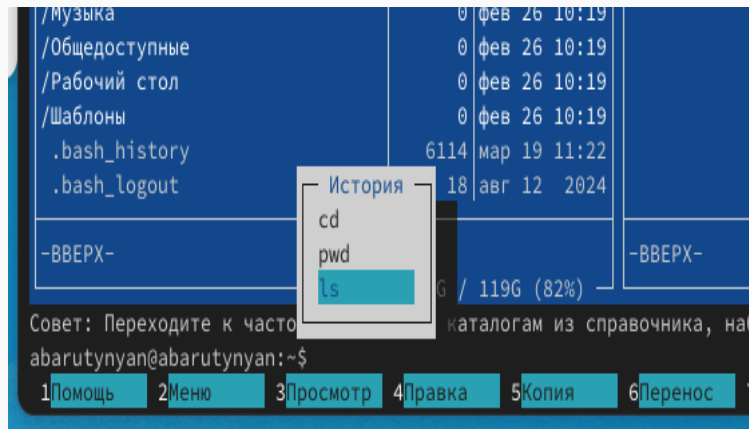 /Музыка 0 фев 26 10:19
/Общедоступные 0 фев 26 10:19
/Рабочий стол 0 фев 26 10:19
/Шаблоны 0 фев 26 10:19
.bash_history 6114 мар 19 11:22
.bash_logout 18 авг 12 2024
История
cd
pwd
ls
-ВВЕРХ- -ВВЕРХ-
G / 119G (82%)
Совет: Переходите к каталогам из справочника,
abarutynyan@abarutynyan:~$
1Помощь 2Меню 3Просмотр 4Правка 5Копия 6Перенос